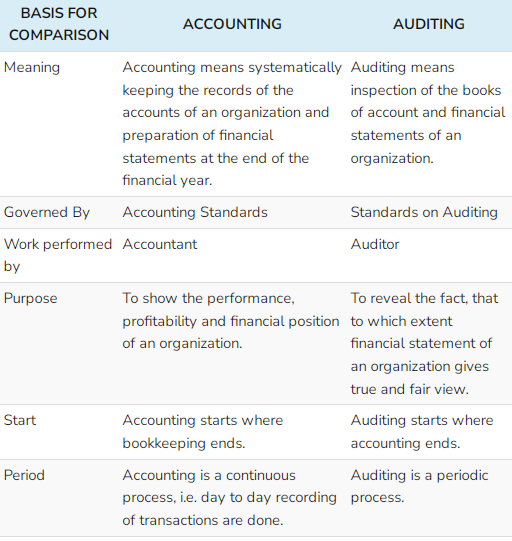 BASIS FOR
COMPARISON
ACCOUNTING
AUDITING
Meaning
Accounting means systematically
keeping the records of the
accounts of an organization and
preparation of financial
statements at the end of the
financial year.
Auditing means
inspection of the books
of account and financial
statements of an
organization.
Governed By
Accounting Standards
Standards on Auditing
Work performed
by
Accountant
Auditor
Purpose
To show the performance,
profitability and financial position
of an organization.
To reveal the fact, that
to which extent
financial statement of
an organization gives
true and fair view.
Start
Accounting starts where
bookkeeping ends.
Auditing starts where
accounting ends.
Period
Accounting is a continuous
process, i.e. day to day recording
of transactions are done.
Auditing is a periodic
process.